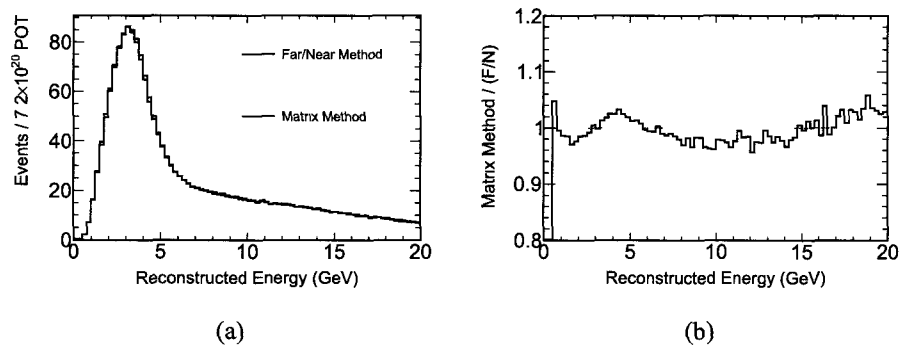 Events / 7 2×10²⁰ POT
80
60
40
20
0
Far/Near Method
Matrix Method
0 5 10 15 20
Reconstructed Energy (GeV)
(a)
Matrix Method / (F/N)
1.2
1.1
1
0.9
0.8
0 5 10 15 20
Reconstructed Energy (GeV)
(b)